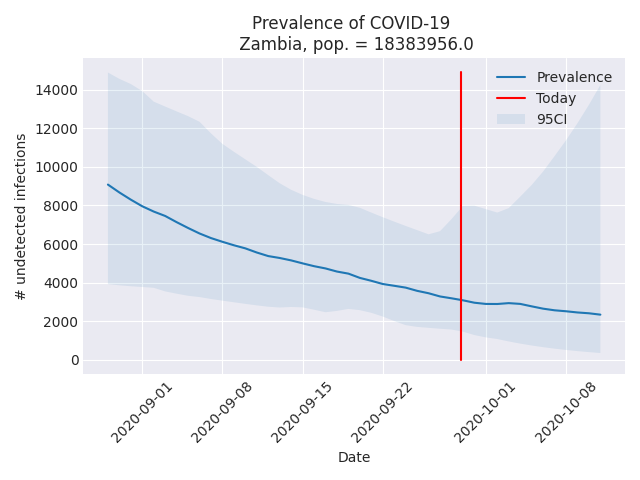 Prevalence of COVID-19
Zambia, pop. = 18383956.0
Prevalence
Today
95CI
14000
12000
10000
8000
6000
4000
2000
0
# undetected infections
2020-09-01
2020-09-08
2020-09-15
2020-09-22
2020-10-01
2020-10-08
Date